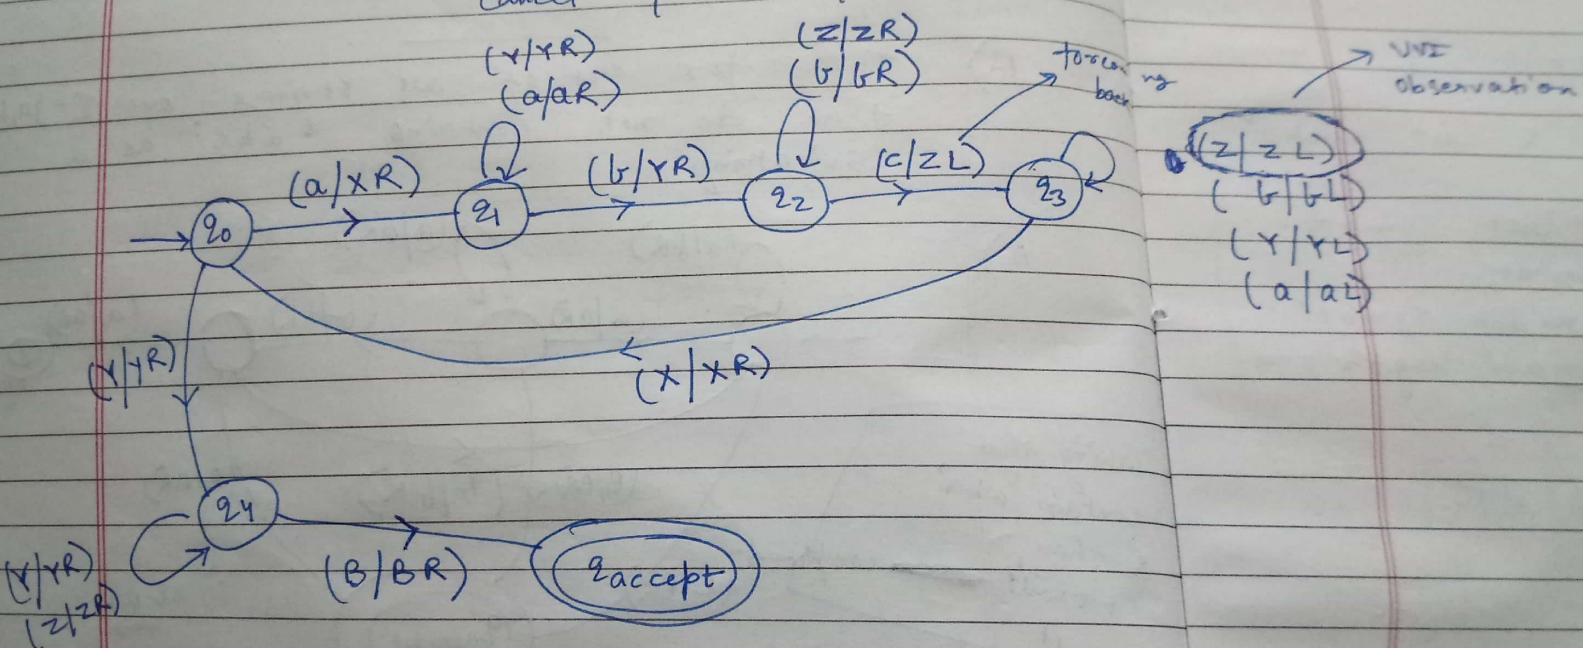 (Y/YR)
(a/aR)
(Z/ZR)
(b/bR)
back
VVI
observation
(a/XR)
(b/YR)
(c/ZL)
(Z/ZL)
(b/bL)
(Y/YL)
(a/aL)
q0
q1
q2
q3
(Y/YR)
(X/XR)
q4
(Y/YR)
(Z/ZR)
(B/BR)
qaccept